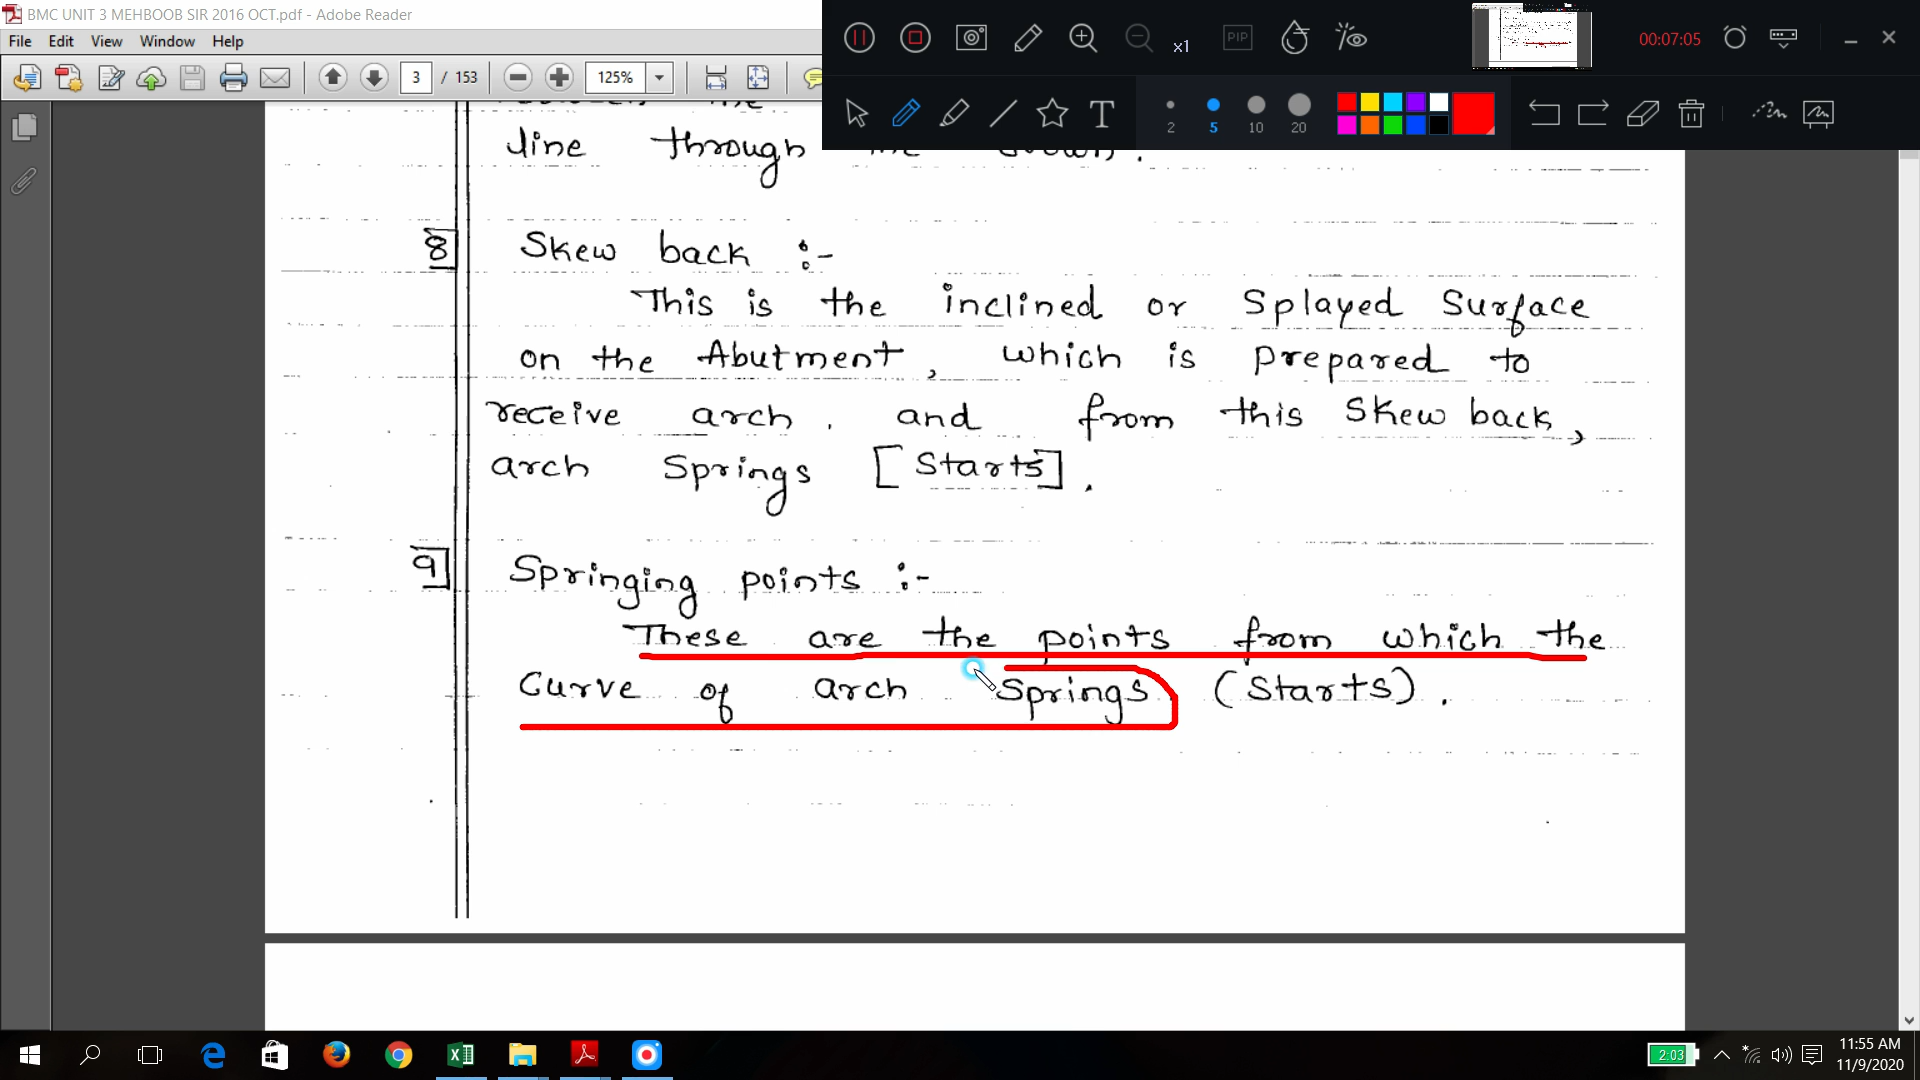 BMC UNIT 3 MEHBOOB SIR 2016 OCT.pdf - Adobe Reader
File Edit View Window Help
3 / 153 125%
x1 PIP 00:07:05
T 2 5 10 20
line through
8 Skew back :-
This is the inclined or Splayed Surface
on the Abutment, which is prepared to
receive arch. and from this Skew back,
arch Springs [Starts].
9 Springing points :-
These are the points from which the
Curve of arch Springs (Starts).
2:03
11:55 AM
11/9/2020